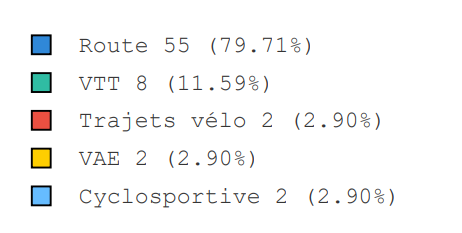 Route 55 (79.71%)
VTT 8 (11.59%)
Trajets vélo 2 (2.90%)
VAE 2 (2.90%)
Cyclosportive 2 (2.90%)